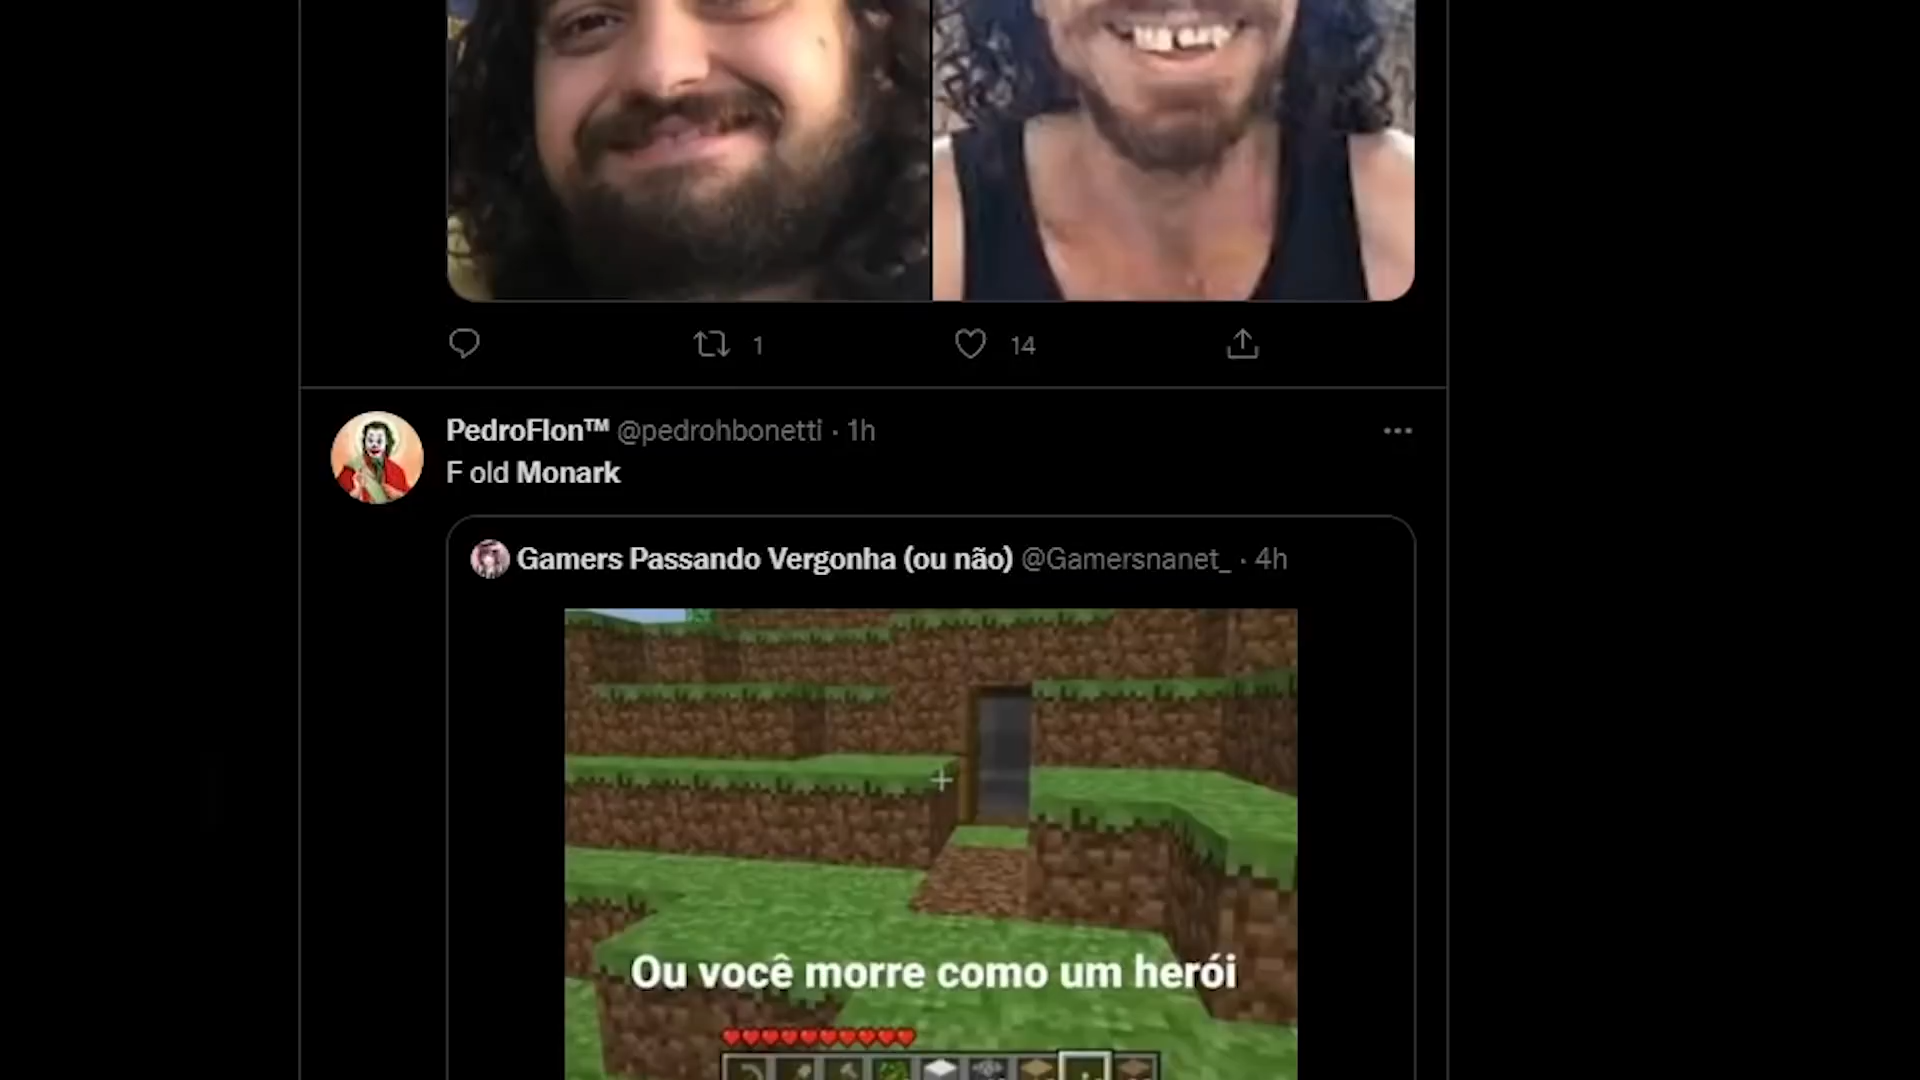 1
14
PedroFlon™ @pedrohbonetti · 1h
F old Monark
Gamers Passando Vergonha (ou não) @Gamersnanet_ · 4h
Ou você morre como um herói